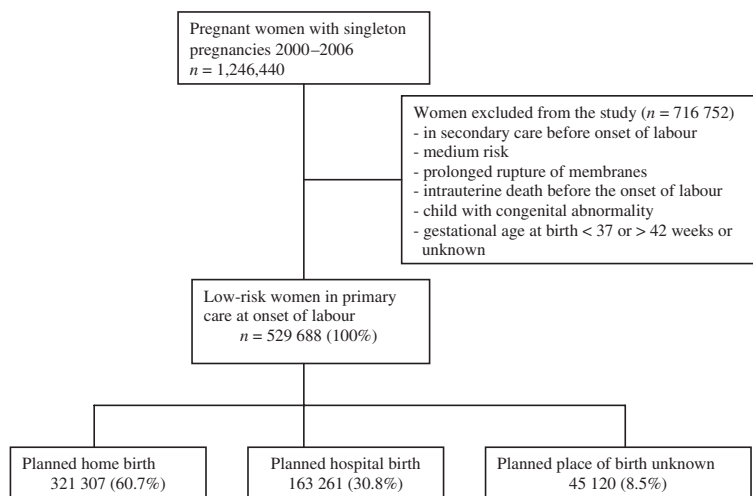 Pregnant women with singleton
pregnancies 2000–2006
n = 1,246,440
Women excluded from the study (n = 716 752)
- in secondary care before onset of labour
- medium risk
- prolonged rupture of membranes
- intrauterine death before the onset of labour
- child with congenital abnormality
- gestational age at birth < 37 or > 42 weeks or
unknown
Low-risk women in primary
care at onset of labour
n = 529 688 (100%)
Planned home birth
321 307 (60.7%)
Planned hospital birth
163 261 (30.8%)
Planned place of birth unknown
45 120 (8.5%)